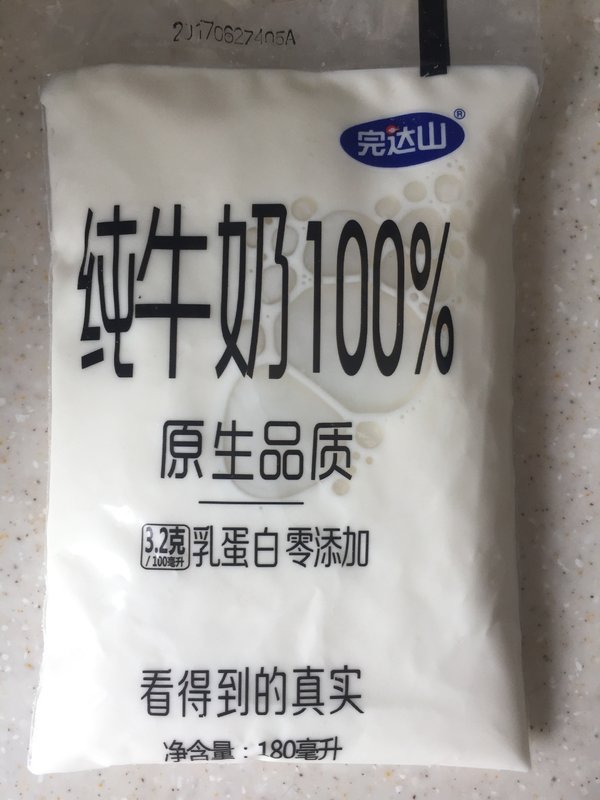 20170627405A
完达山®
纯牛奶100%
原生品质
3.2克
/100毫升
乳蛋白 零添加
看得到的真实
净含量：180毫升